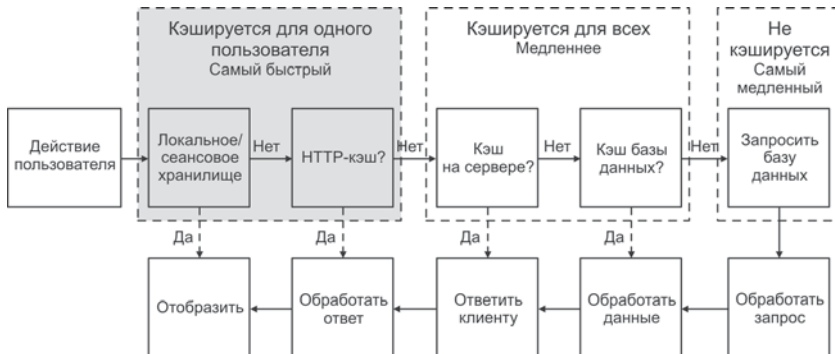 Кэшируется для одного
пользователя
Самый быстрый
Кэшируется для всех
Медленнее
Не
кэшируется
Самый
медленный
Действие
пользователя
Локальное/
сеансовое
хранилище
Нет
HTTP-кэш?
Нет
Кэш
на сервере?
Нет
Кэш базы
данных?
Нет
Запросить
базу
данных
Да
Да
Да
Да
Отобразить
Обработать
ответ
Ответить
клиенту
Обработать
данные
Обработать
запрос